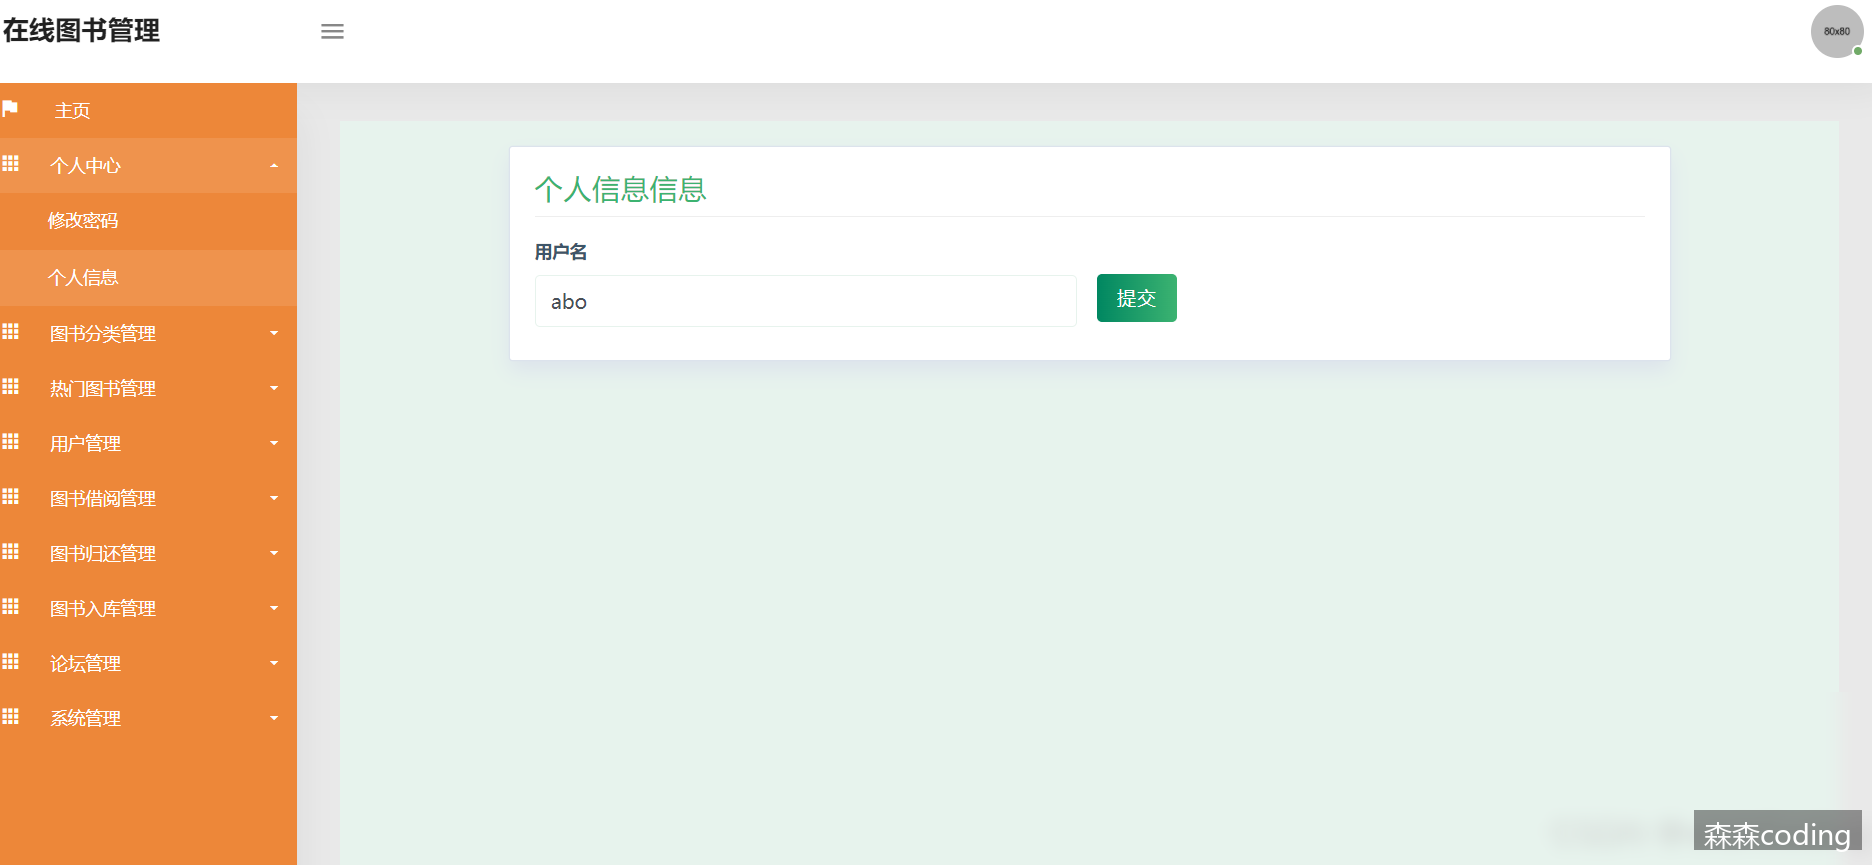 在线图书管理
80x80
主页
个人中心
修改密码
个人信息
图书分类管理
热门图书管理
用户管理
图书借阅管理
图书归还管理
图书入库管理
论坛管理
系统管理
个人信息信息
用户名
abo
提交
森森coding